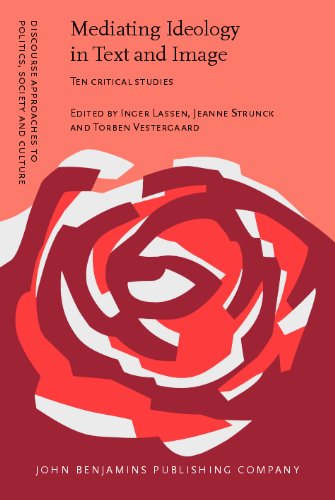 DISCOURSE APPROACHES TO
POLITICS, SOCIETY AND CULTURE
Mediating Ideology
in Text and Image
Ten critical studies
Edited by Inger Lassen, Jeanne Strunck
and Torben Vestergaard
JOHN BENJAMINS PUBLISHING COMPANY